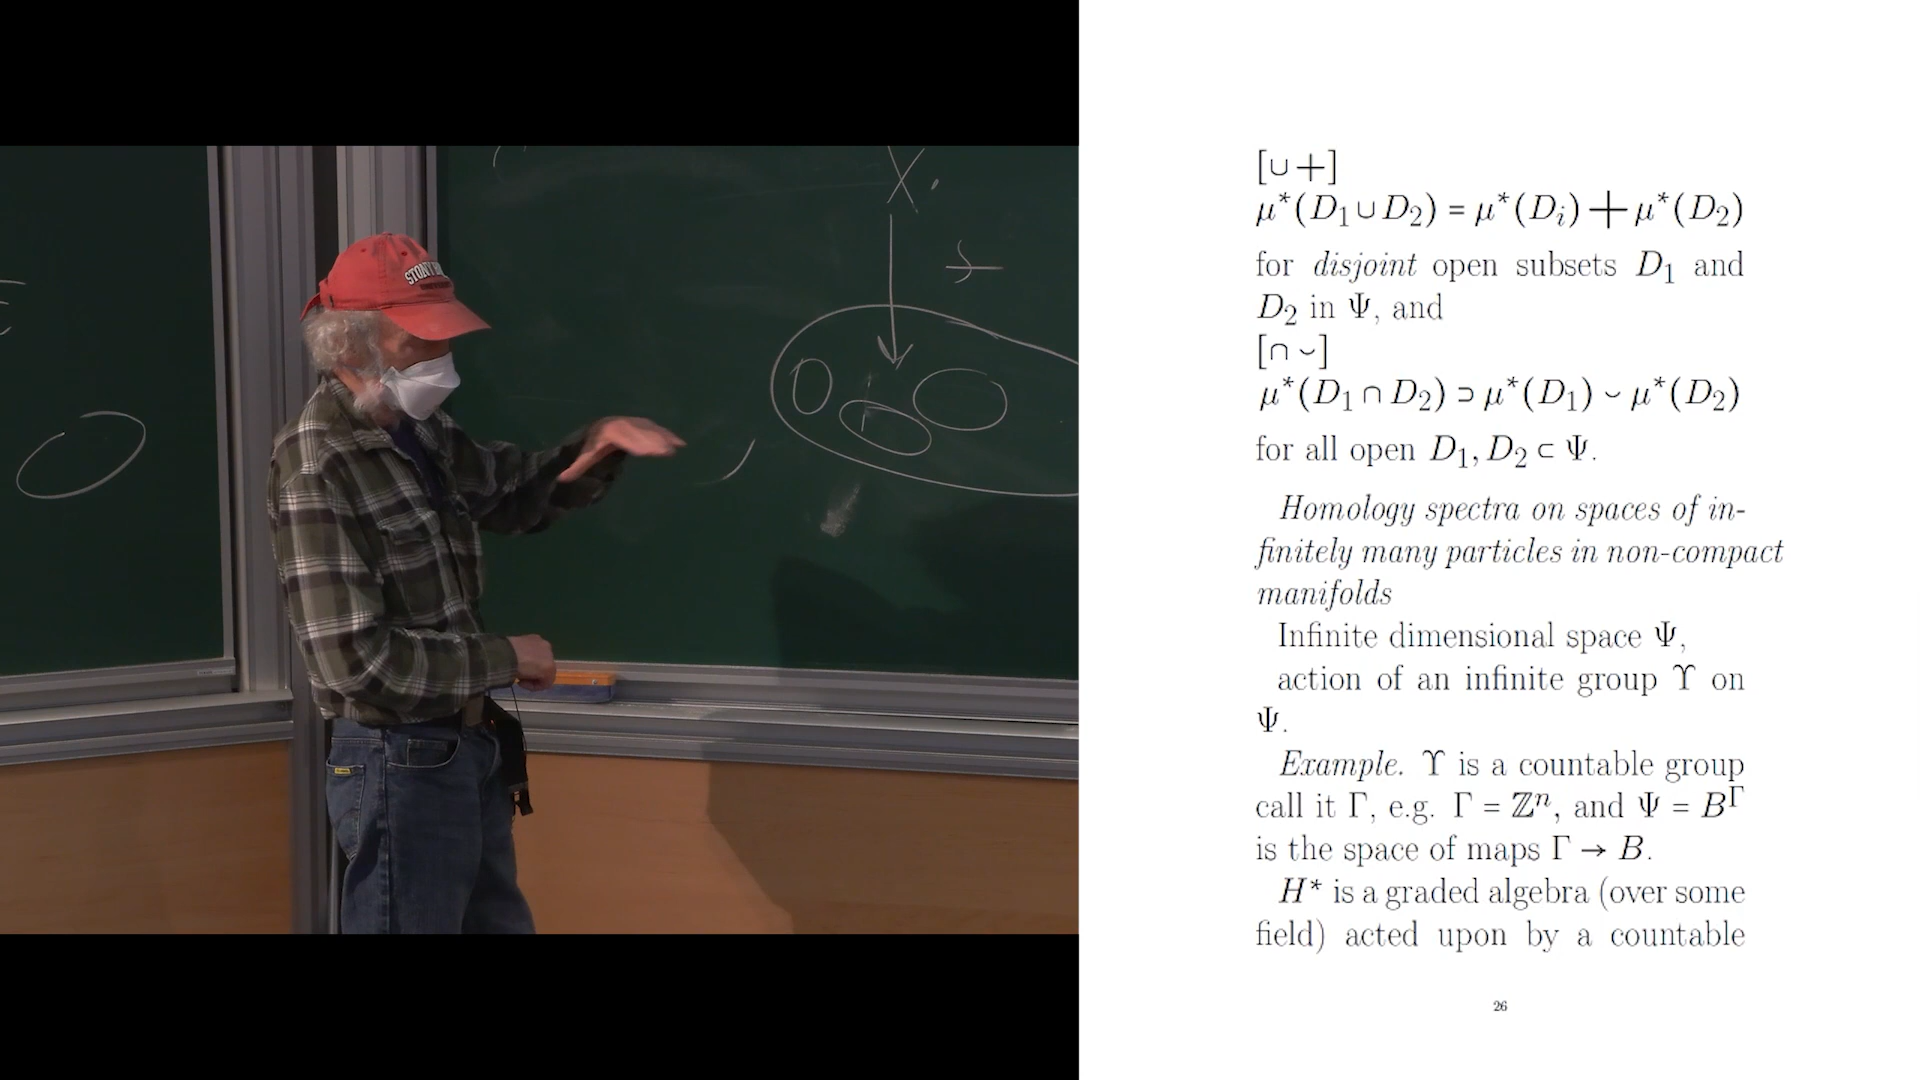 X.
STONY
[∪+]
μ*(D₁∪D₂) = μ*(Dᵢ)+μ*(D₂)
for disjoint open subsets D₁ and
D₂ in Ψ, and
[∩⌣]
μ*(D₁∩D₂) ⊃ μ*(D₁) ⌣ μ*(D₂)
for all open D₁, D₂ ⊂ Ψ.
Homology spectra on spaces of in-
finitely many particles in non-compact
manifolds
Infinite dimensional space Ψ,
action of an infinite group ϒ on
Ψ.
Example. ϒ is a countable group
call it Γ, e.g. Γ = ℤⁿ, and Ψ = B^Γ
is the space of maps Γ → B.
H* is a graded algebra (over some
field) acted upon by a countable
26